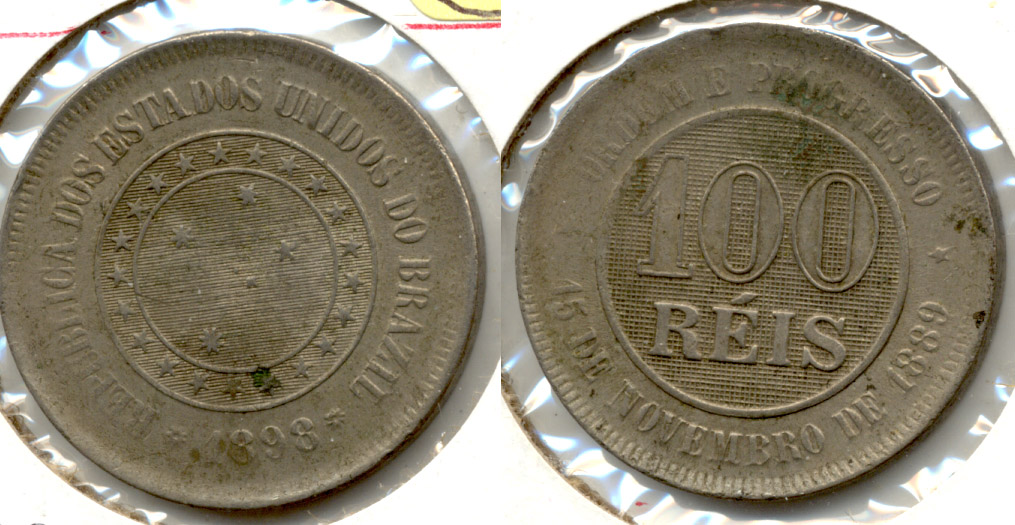 REPUBLICA DOS ESTADOS UNIDOS DO BRAZIL
* 1898 *
ORDEM E PROGRESSO
100
RÉIS
15 DE NOVEMBRO DE 1889